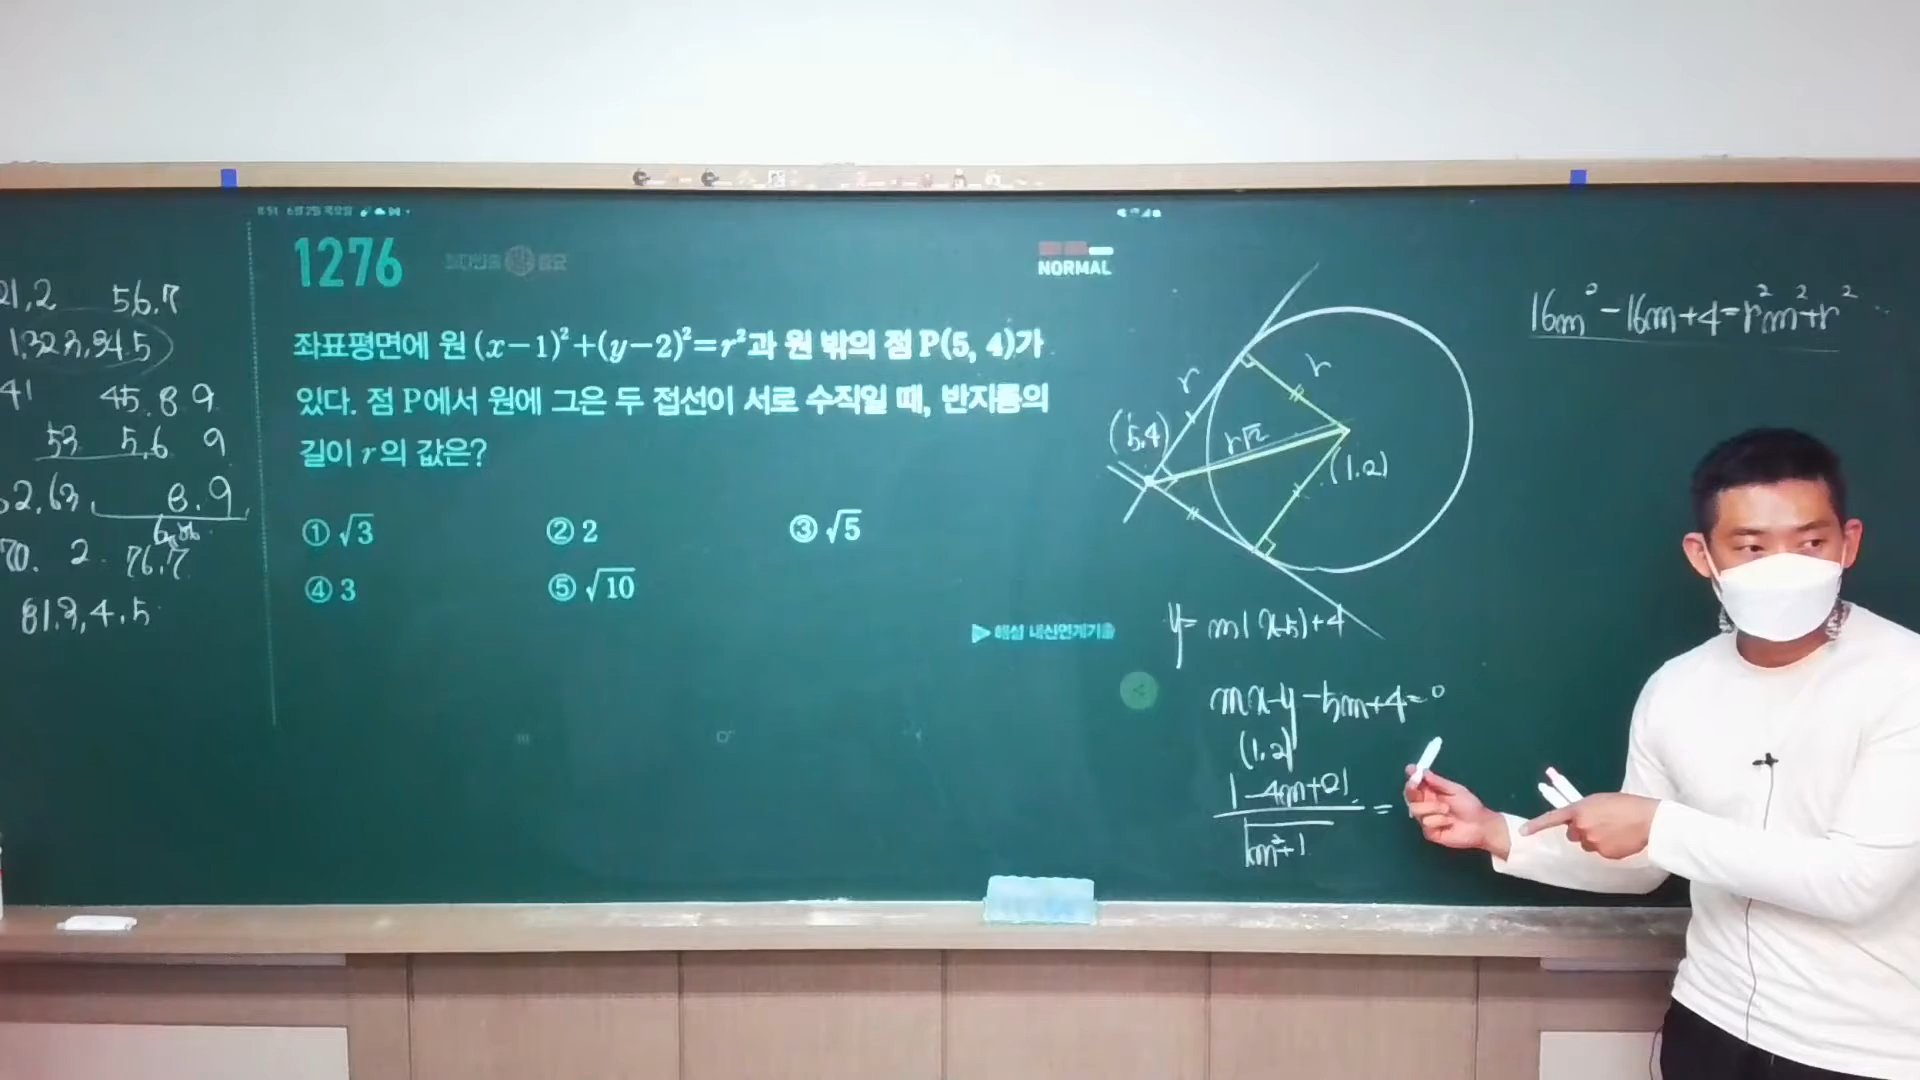 1276
NORMAL
좌표평면에 원 (x-1)²+(y-2)²=r²과 원 밖의 점 P(5, 4)가
있다. 점 P에서 원에 그은 두 접선이 서로 수직일 때, 반지름의
길이 r의 값은?
① √3 ② 2 ③ √5
④ 3 ⑤ √10
▶ 해설 내신연계기출
21,2 56,7
41 45.8 9
53 5,6 9
2,63, 8.9
70. 2. 76,7
81.3,4.5
r
r
(5,4)
r√2
(1.2)
y=m(x-5)+4
mx-y-5m+4=0
(1.2)
|-4m+2|
=
√m²+1
16m²-16m+4=r²m²+r²